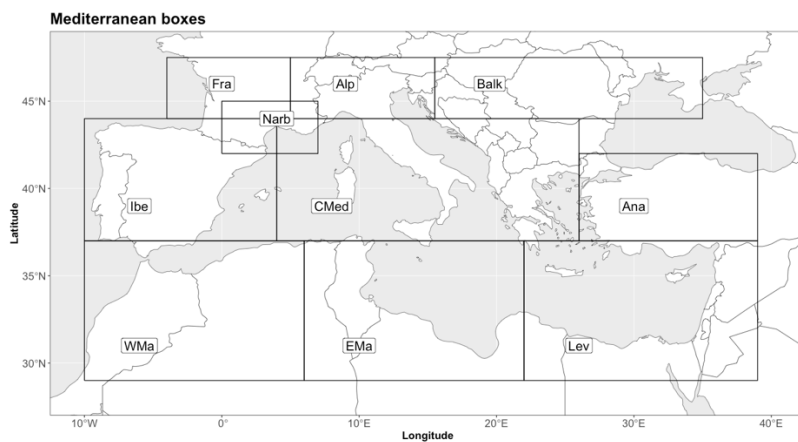 Mediterranean boxes
Fra
Alp
Balk
45°N
Narb
40°N
Ibe
CMed
Ana
Latitude
35°N
WMa
EMa
Lev
30°N
10°W
0°
10°E
20°E
30°E
40°E
Longitude